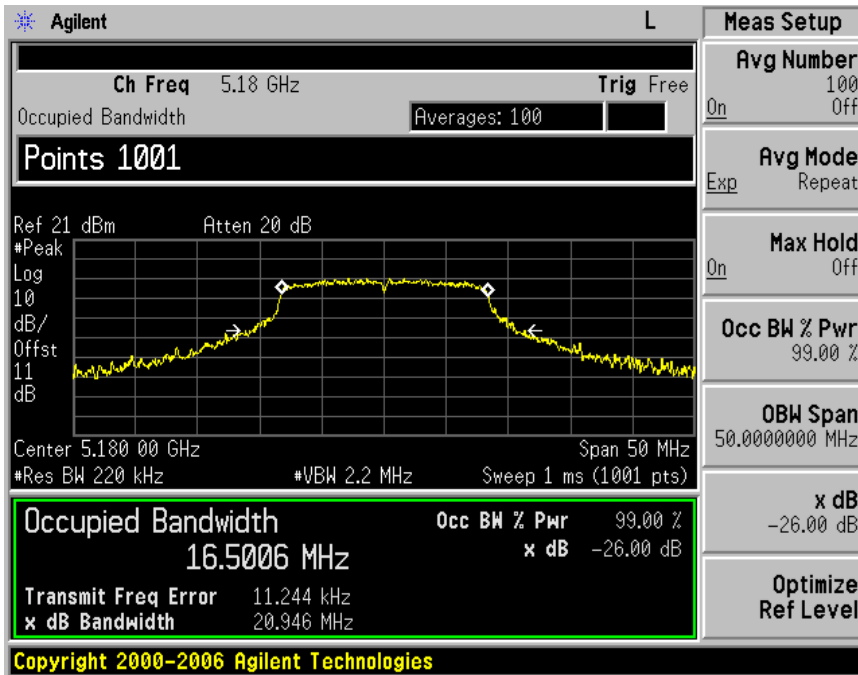 Agilent L Meas Setup
Ch Freq 5.18 GHz Trig Free
Occupied Bandwidth Averages: 100
Points 1001
Ref 21 dBm Atten 20 dB
#Peak
Log
10
dB/
Offst
11
dB
Center 5.180 00 GHz Span 50 MHz
#Res BW 220 kHz #VBW 2.2 MHz Sweep 1 ms (1001 pts)
Occupied Bandwidth Occ BW % Pwr 99.00 %
16.5006 MHz x dB -26.00 dB
Transmit Freq Error 11.244 kHz
x dB Bandwidth 20.946 MHz
Copyright 2000-2006 Agilent Technologies
Avg Number
100
On Off
Avg Mode
Exp Repeat
Max Hold
On Off
Occ BW % Pwr
99.00 %
OBW Span
50.0000000 MHz
x dB
-26.00 dB
Optimize
Ref Level